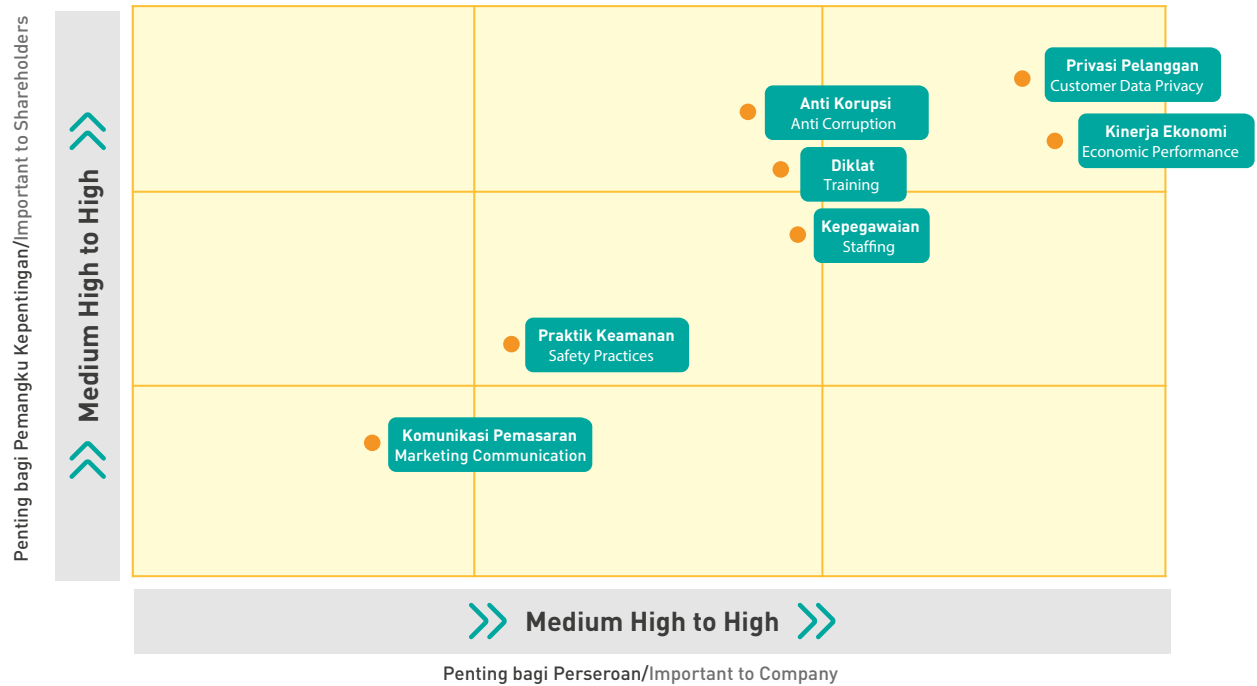 Penting bagi Pemangku Kepentingan/Important to Shareholders
Medium High to High
Privasi Pelanggan
Customer Data Privacy
Anti Korupsi
Anti Corruption
Kinerja Ekonomi
Economic Performance
Diklat
Training
Kepegawaian
Staffing
Praktik Keamanan
Safety Practices
Komunikasi Pemasaran
Marketing Communication
Medium High to High
Penting bagi Perseroan/Important to Company